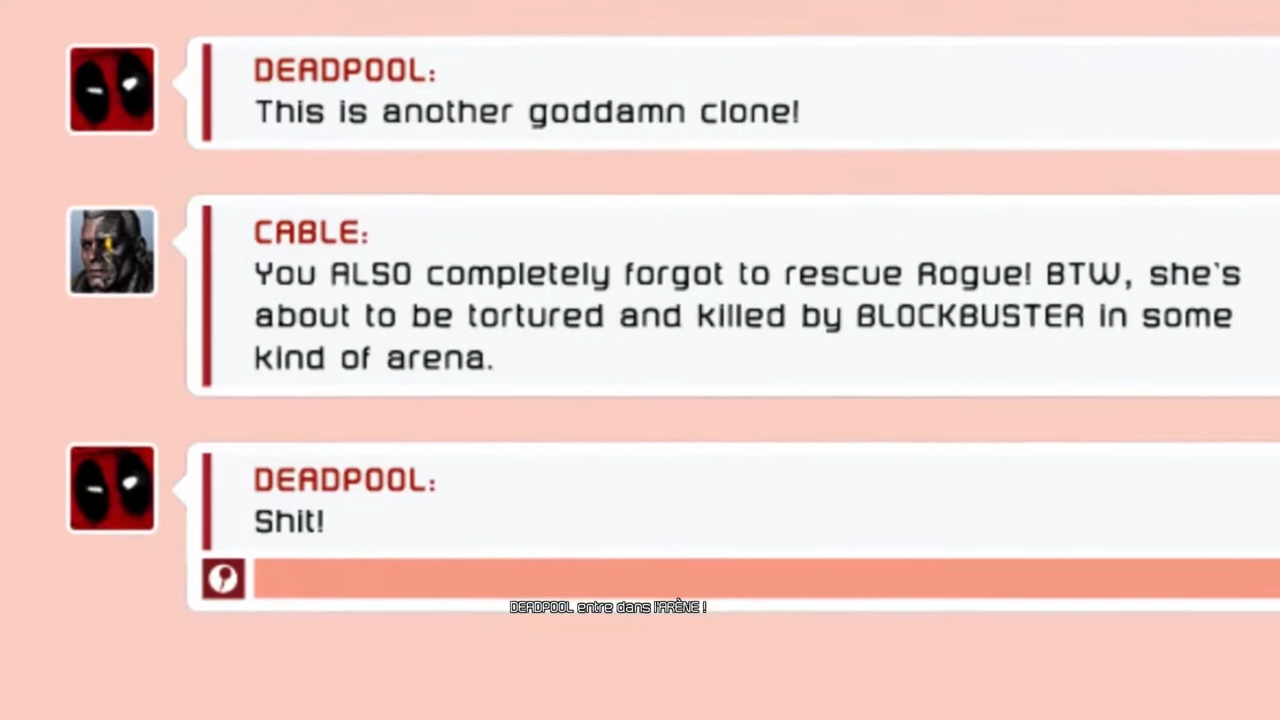 DEADPOOL:
This is another goddamn clone!
CABLE:
You ALSO completely forgot to rescue Rogue! BTW, she's
about to be tortured and killed by BLOCKBUSTER in some
kind of arena.
DEADPOOL:
Shit!
DEADPOOL entre dans l'ARÈNE !